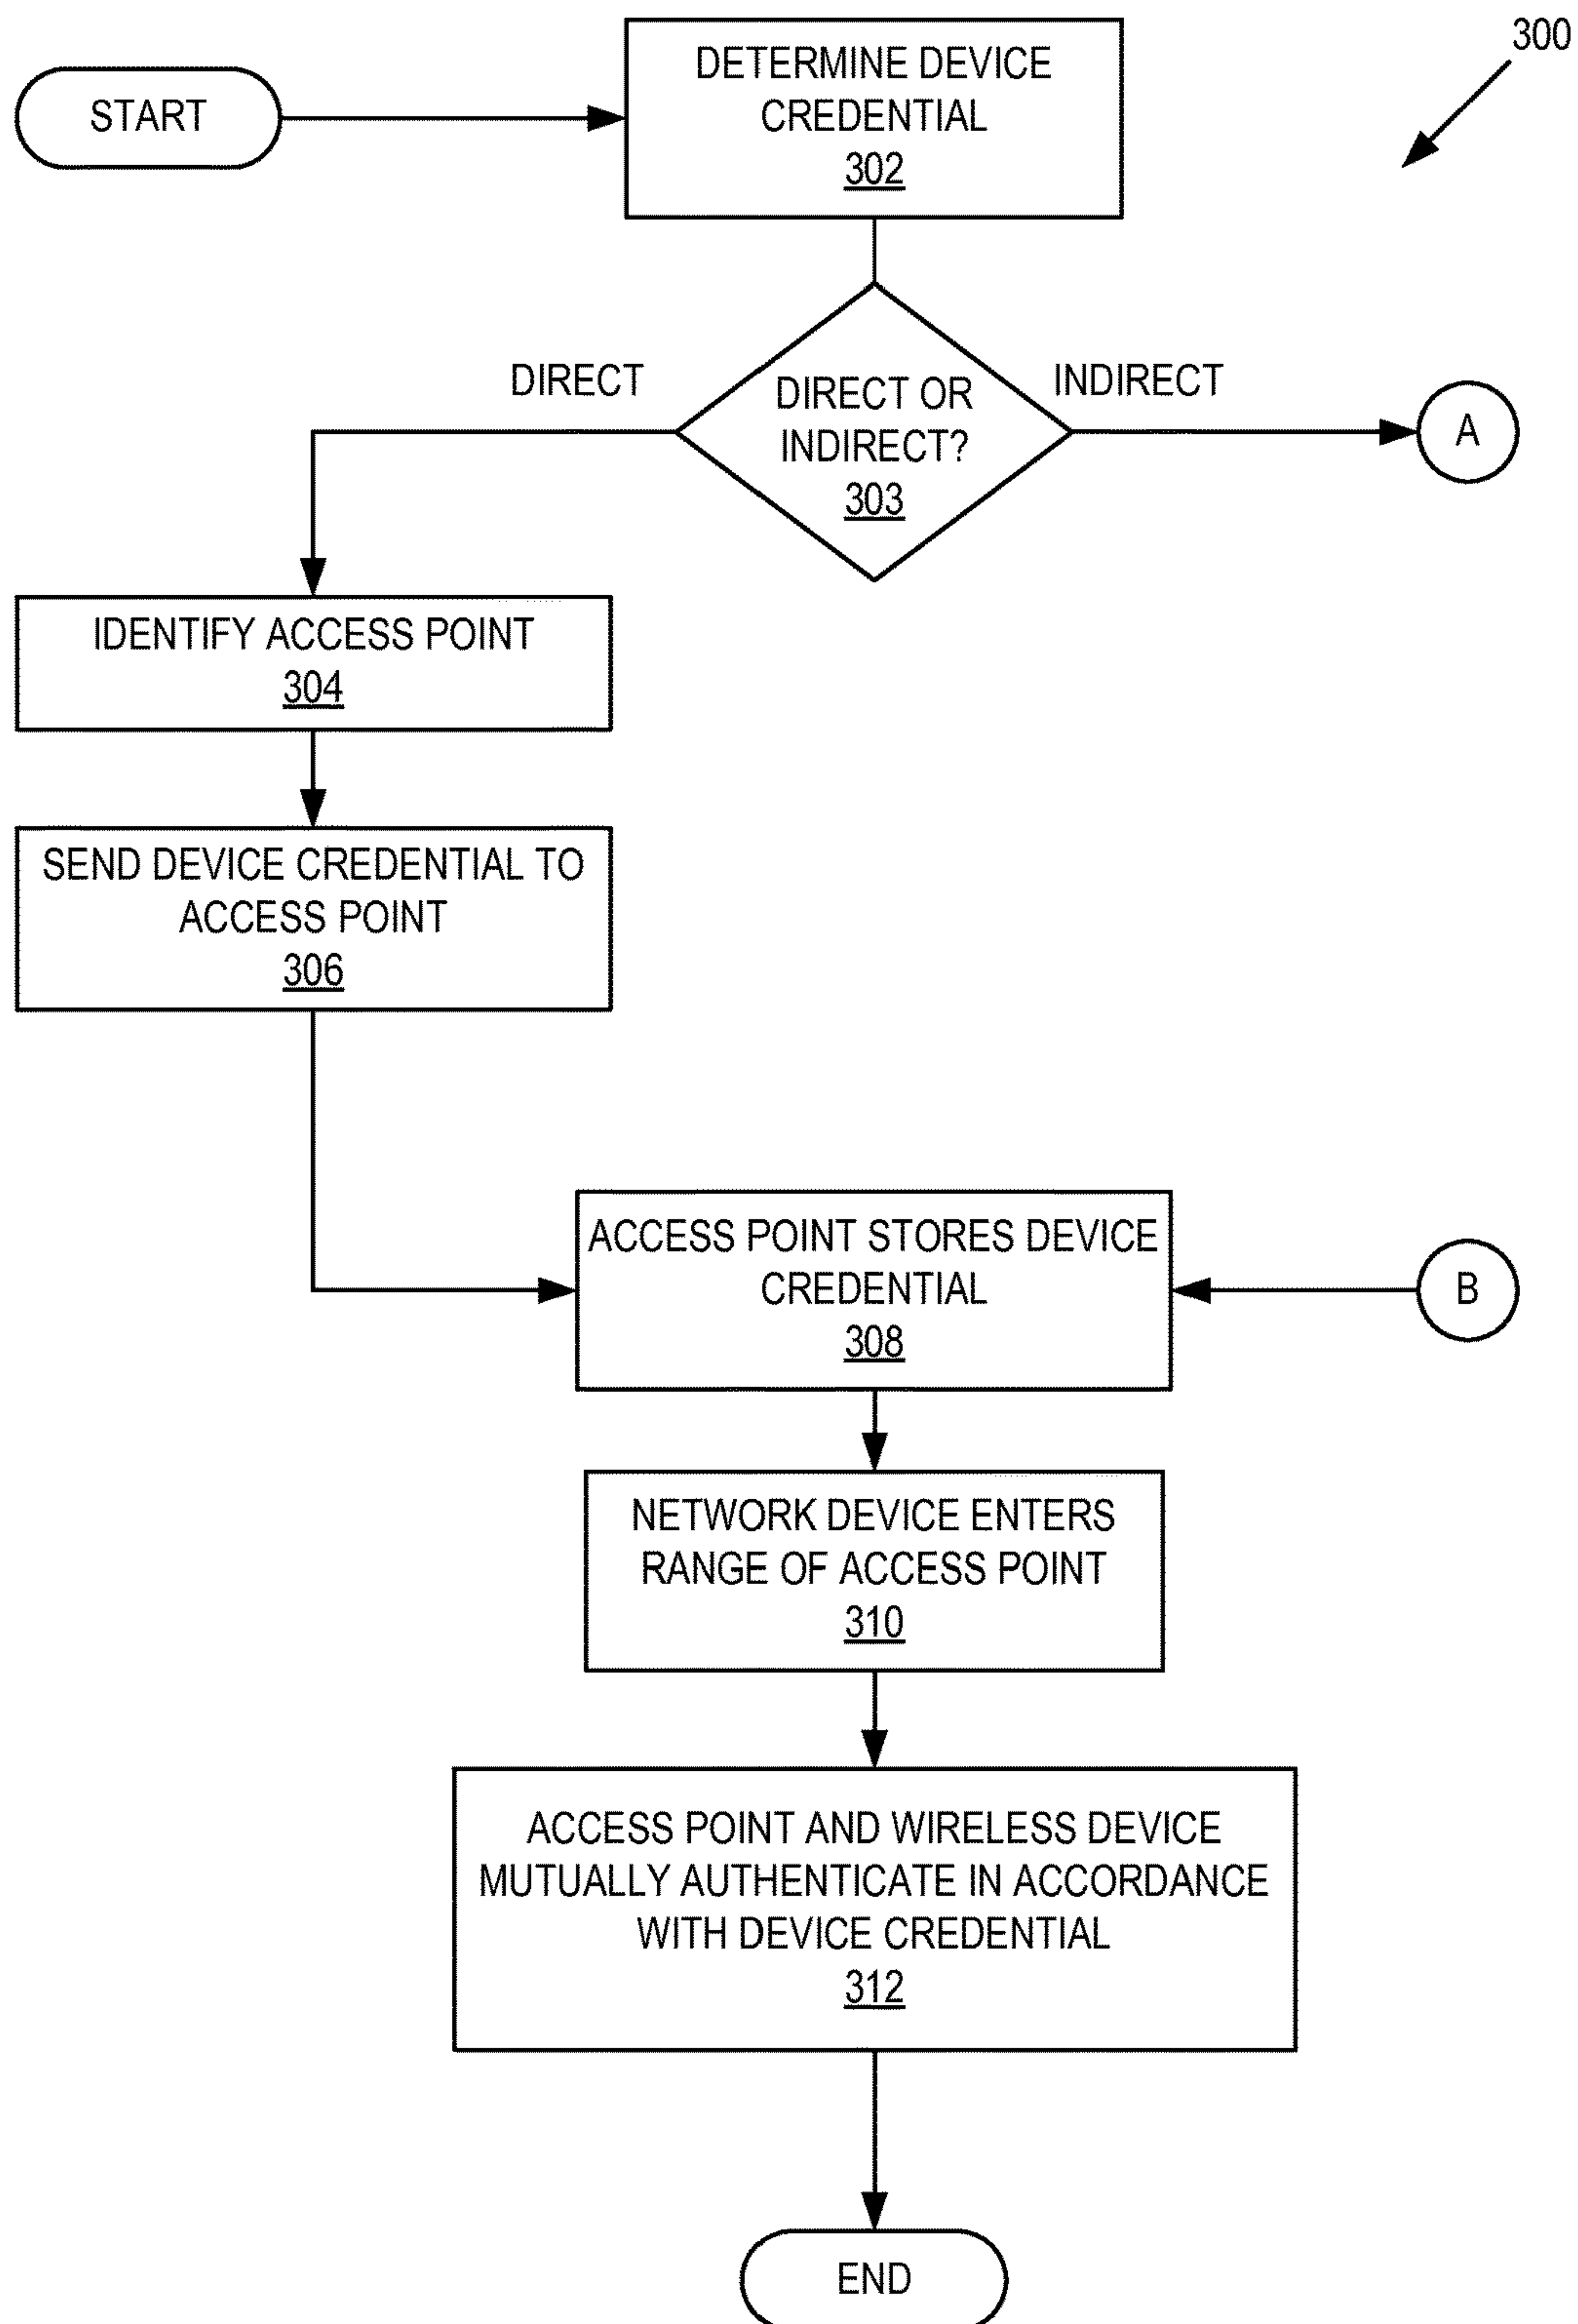 300
START
DETERMINE DEVICE
CREDENTIAL
302
DIRECT
DIRECT OR
INDIRECT?
303
INDIRECT
A
IDENTIFY ACCESS POINT
304
SEND DEVICE CREDENTIAL TO
ACCESS POINT
306
ACCESS POINT STORES DEVICE
CREDENTIAL
308
B
NETWORK DEVICE ENTERS
RANGE OF ACCESS POINT
310
ACCESS POINT AND WIRELESS DEVICE
MUTUALLY AUTHENTICATE IN ACCORDANCE
WITH DEVICE CREDENTIAL
312
END